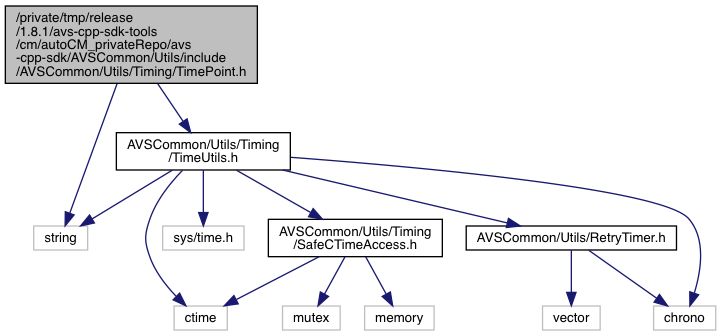 /private/tmp/release
/1.8.1/avs-cpp-sdk-tools
/cm/autoCM_privateRepo/avs
-cpp-sdk/AVSCommon/Utils/include
/AVSCommon/Utils/Timing/TimePoint.h
AVSCommon/Utils/Timing
/TimeUtils.h
string
sys/time.h
AVSCommon/Utils/Timing
/SafeCTimeAccess.h
AVSCommon/Utils/RetryTimer.h
ctime
mutex
memory
vector
chrono